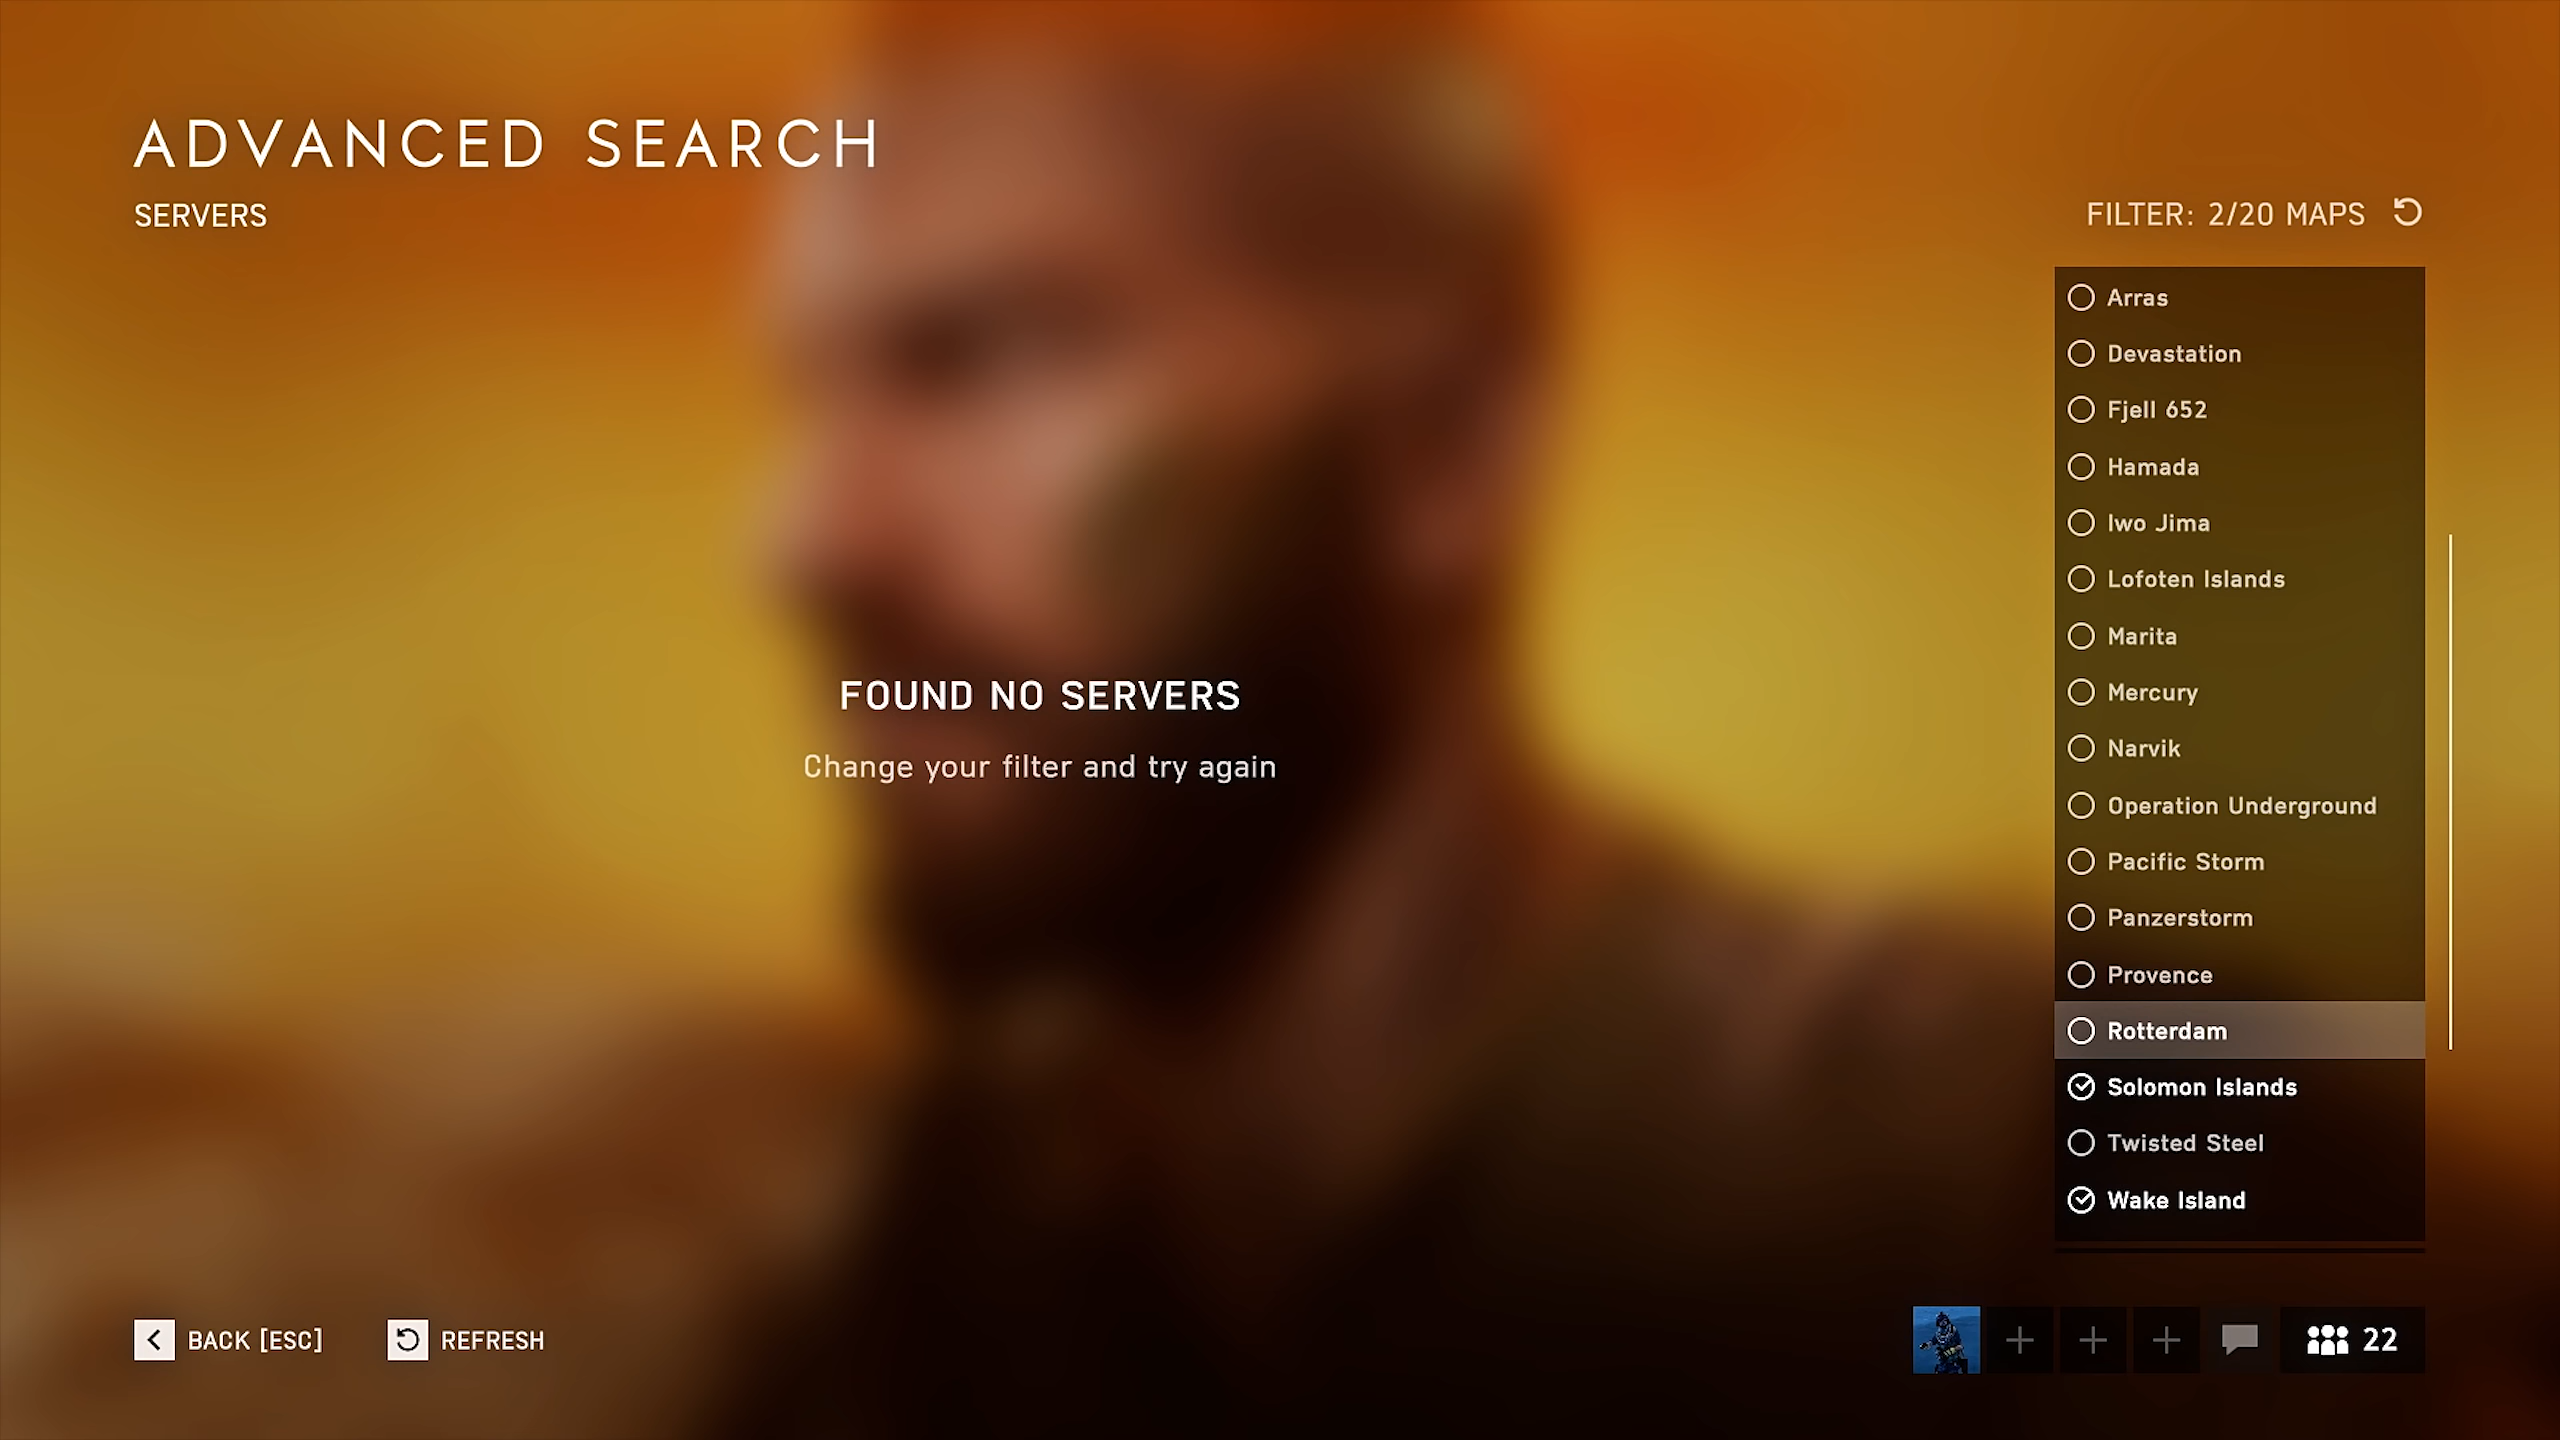 ADVANCED SEARCH
SERVERS
FILTER: 2/20 MAPS
Arras
Devastation
Fjell 652
Hamada
Iwo Jima
Lofoten Islands
Marita
Mercury
Narvik
Operation Underground
Pacific Storm
Panzerstorm
Provence
Rotterdam
Solomon Islands
Twisted Steel
Wake Island
FOUND NO SERVERS
Change your filter and try again
BACK [ESC]
REFRESH
22